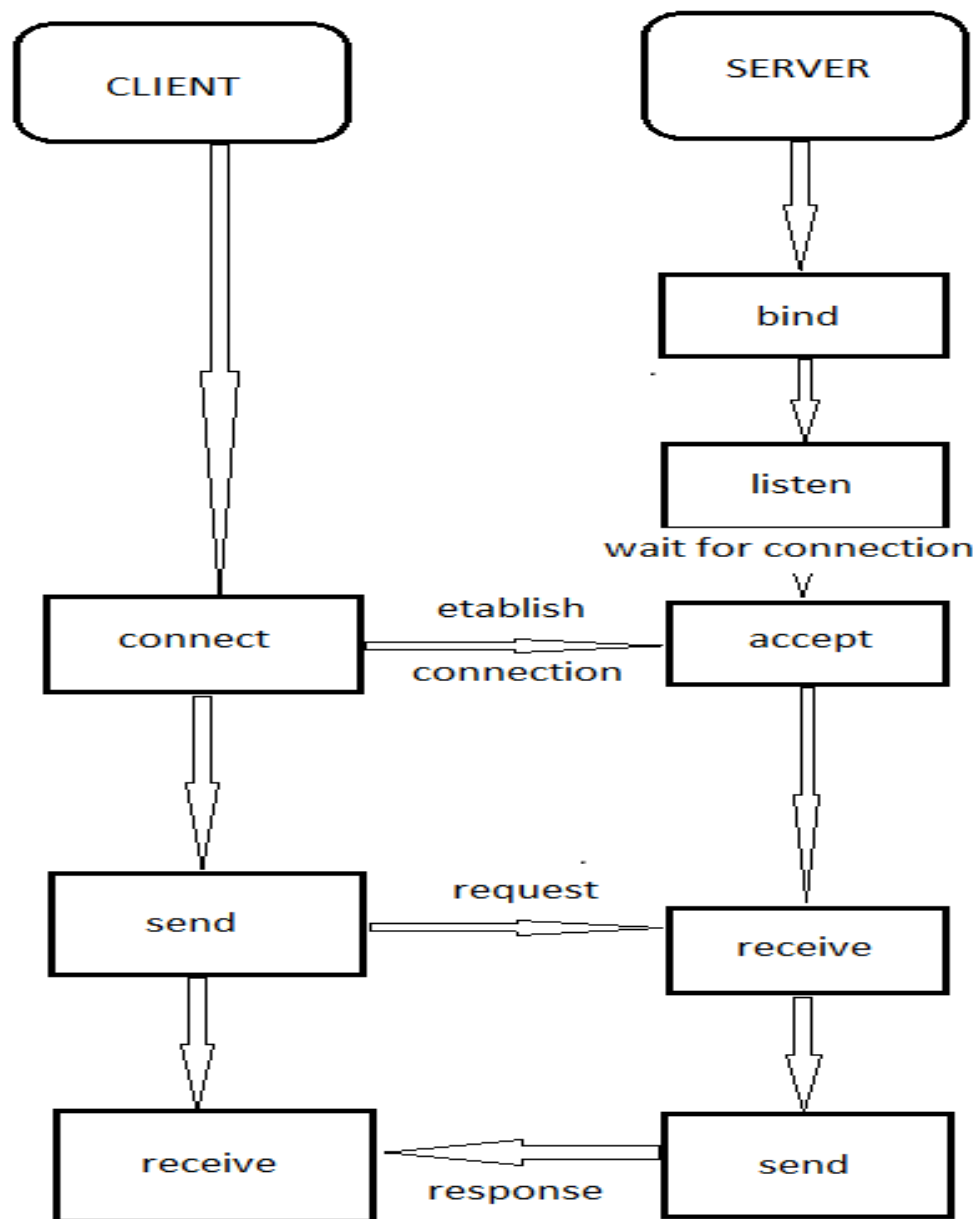 CLIENT
SERVER
bind
listen
wait for connection
connect
etablish
connection
accept
send
request
receive
receive
response
send